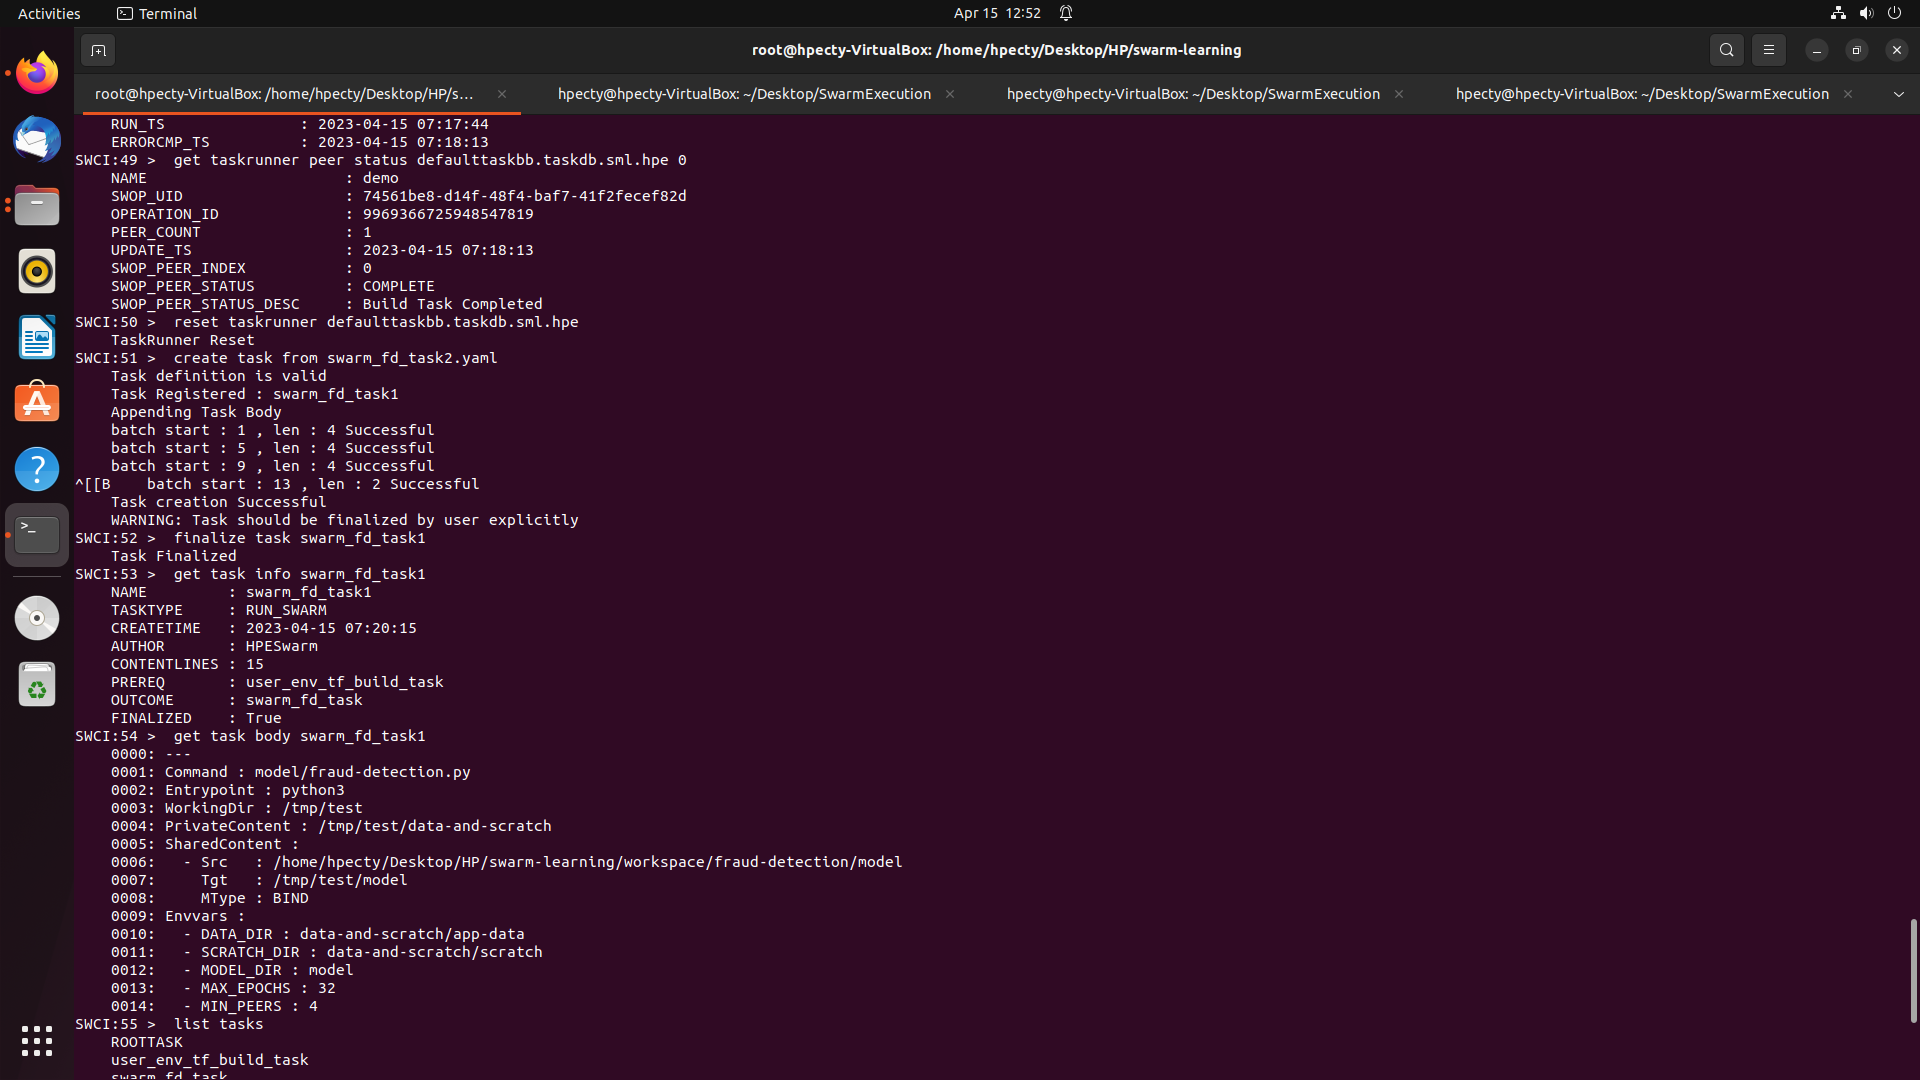 Activities
Terminal
Apr 15 12:52
root@hpecty-VirtualBox: /home/hpecty/Desktop/HP/swarm-learning
root@hpecty-VirtualBox: /home/hpecty/Desktop/HP/s...
hpecty@hpecty-VirtualBox: ~/Desktop/SwarmExecution
hpecty@hpecty-VirtualBox: ~/Desktop/SwarmExecution
hpecty@hpecty-VirtualBox: ~/Desktop/SwarmExecution
RUN_TS : 2023-04-15 07:17:44
ERRORCMP_TS : 2023-04-15 07:18:13
SWCI:49 > get taskrunner peer status defaulttaskbb.taskdb.sml.hpe 0
NAME : demo
SWOP_UID : 74561be8-d14f-48f4-baf7-41f2fecef82d
OPERATION_ID : 9969366725948547819
PEER_COUNT : 1
UPDATE_TS : 2023-04-15 07:18:13
SWOP_PEER_INDEX : 0
SWOP_PEER_STATUS : COMPLETE
SWOP_PEER_STATUS_DESC : Build Task Completed
SWCI:50 > reset taskrunner defaulttaskbb.taskdb.sml.hpe
TaskRunner Reset
SWCI:51 > create task from swarm_fd_task2.yaml
Task definition is valid
Task Registered : swarm_fd_task1
Appending Task Body
batch start : 1 , len : 4 Successful
batch start : 5 , len : 4 Successful
batch start : 9 , len : 4 Successful
^[[B    batch start : 13 , len : 2 Successful
Task creation Successful
WARNING: Task should be finalized by user explicitly
SWCI:52 > finalize task swarm_fd_task1
Task Finalized
SWCI:53 > get task info swarm_fd_task1
NAME : swarm_fd_task1
TASKTYPE : RUN_SWARM
CREATETIME : 2023-04-15 07:20:15
AUTHOR : HPESwarm
CONTENTLINES : 15
PREREQ : user_env_tf_build_task
OUTCOME : swarm_fd_task
FINALIZED : True
SWCI:54 > get task body swarm_fd_task1
0000: ---
0001: Command : model/fraud-detection.py
0002: Entrypoint : python3
0003: WorkingDir : /tmp/test
0004: PrivateContent : /tmp/test/data-and-scratch
0005: SharedContent :
0006:   - Src   : /home/hpecty/Desktop/HP/swarm-learning/workspace/fraud-detection/model
0007:     Tgt   : /tmp/test/model
0008:     MType : BIND
0009: Envvars :
0010:   - DATA_DIR : data-and-scratch/app-data
0011:   - SCRATCH_DIR : data-and-scratch/scratch
0012:   - MODEL_DIR : model
0013:   - MAX_EPOCHS : 32
0014:   - MIN_PEERS : 4
SWCI:55 > list tasks
ROOTTASK
user_env_tf_build_task
swarm_fd_task